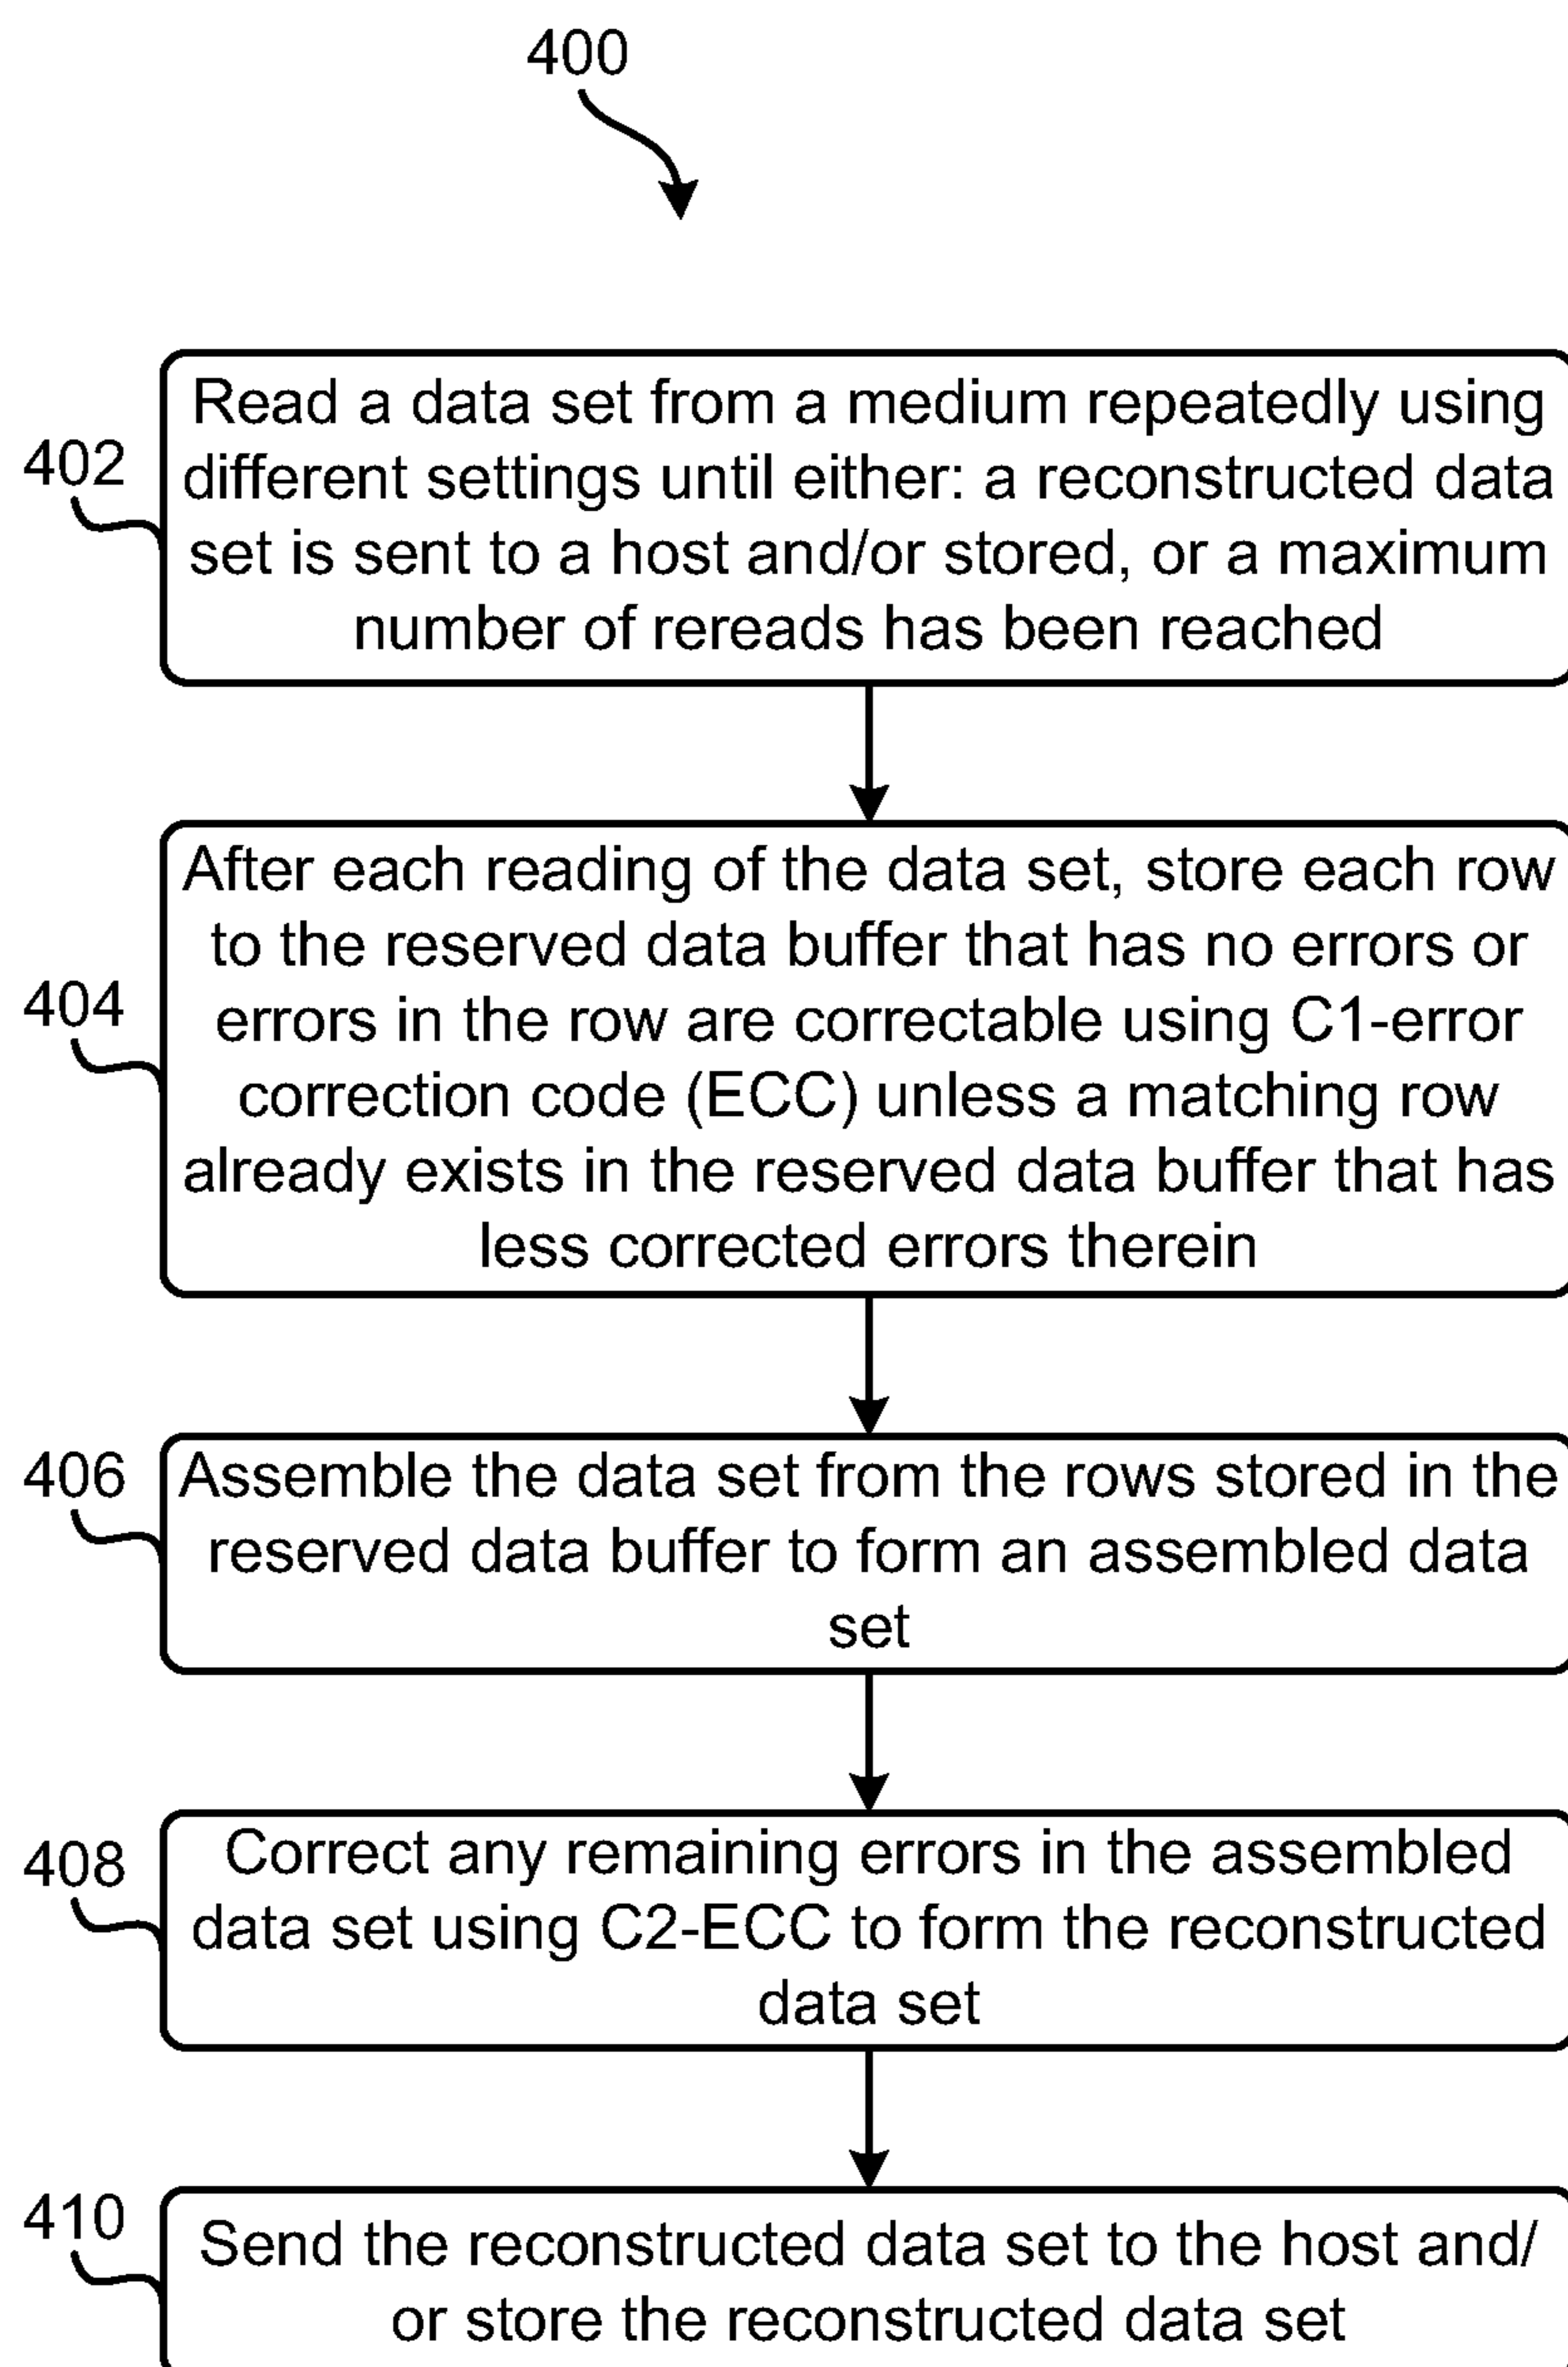 400
402
Read a data set from a medium repeatedly using
different settings until either: a reconstructed data
set is sent to a host and/or stored, or a maximum
number of rereads has been reached
404
After each reading of the data set, store each row
to the reserved data buffer that has no errors or
errors in the row are correctable using C1-error
correction code (ECC) unless a matching row
already exists in the reserved data buffer that has
less corrected errors therein
406
Assemble the data set from the rows stored in the
reserved data buffer to form an assembled data
set
408
Correct any remaining errors in the assembled
data set using C2-ECC to form the reconstructed
data set
410
Send the reconstructed data set to the host and/
or store the reconstructed data set